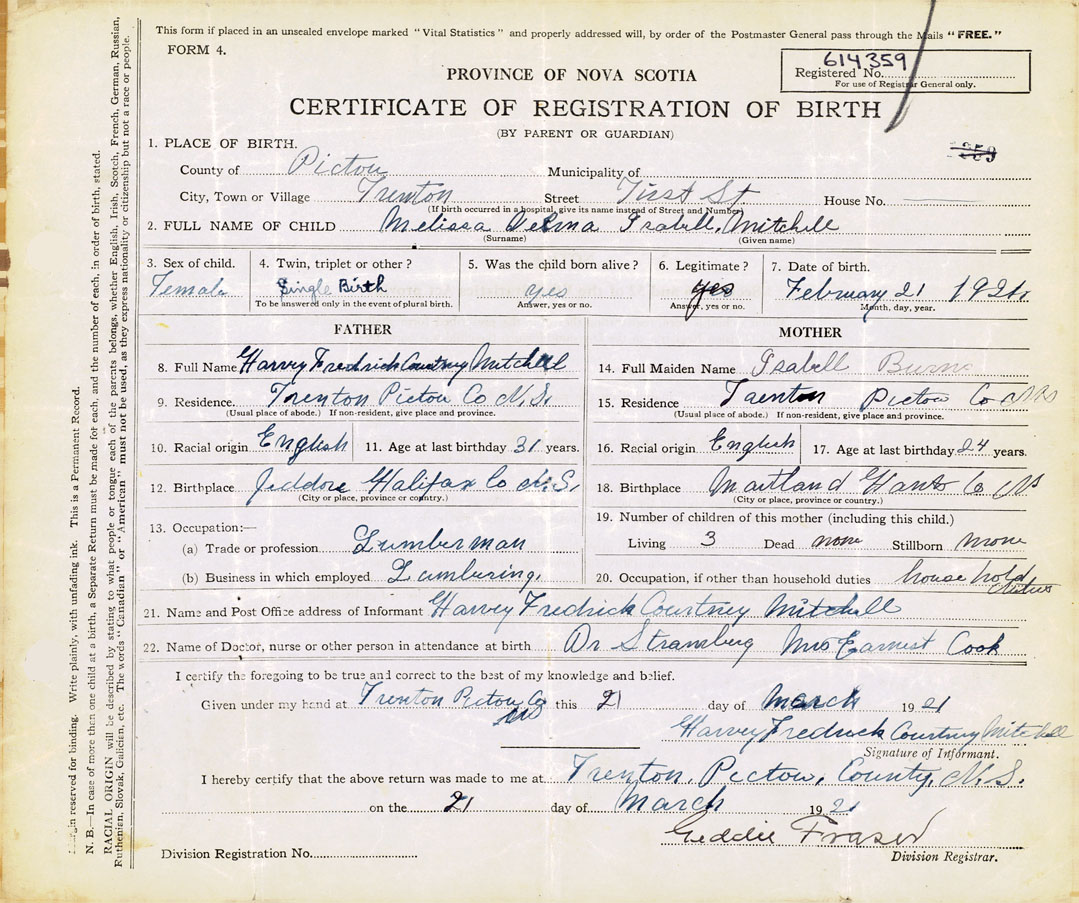 This form if placed in an unsealed envelope marked "Vital Statistics" and properly addressed will, by order of the Postmaster General pass through the Mails "FREE."
FORM 4.
614359
Registered No.
For use of Registrar General only.
PROVINCE OF NOVA SCOTIA
CERTIFICATE OF REGISTRATION OF BIRTH
(BY PARENT OR GUARDIAN)
1. PLACE OF BIRTH.
County of Pictou Municipality of
City, Town or Village Trenton Street First St House No.
(If birth occurred in a hospital, give its name instead of Street and Number)
2. FULL NAME OF CHILD Melissa Velma Isabell, Mitchell
(Surname) (Given name)
3. Sex of child. Female
4. Twin, triplet or other? Single Birth
To be answered only in the event of plural birth.
5. Was the child born alive? yes
Answer, yes or no.
6. Legitimate? yes
Answer, yes or no.
7. Date of birth. February 21 1921
Month, day, year.
FATHER
8. Full Name Harvey Fredrick Courtney Mitchell
9. Residence. Trenton Pictou Co N.S.
(Usual place of abode.) If non-resident, give place and province.
10. Racial origin English 11. Age at last birthday 31 years.
12. Birthplace Jeddore Halifax Co N.S.
(City or place, province or country.)
13. Occupation:—
(a) Trade or profession Lumberman
(b) Business in which employed Lumbering.
MOTHER
14. Full Maiden Name Isabell Burns
15. Residence Trenton Pictou Co NS
(Usual place of abode.) If non-resident, give place and province.
16. Racial origin English 17. Age at last birthday 24 years.
18. Birthplace Maitland Hants Co NS
(City or place, province or country.)
19. Number of children of this mother (including this child.)
Living 3 Dead none Stillborn none
20. Occupation, if other than household duties house hold duties
21. Name and Post Office address of Informant Harvey Fredrick Courtney Mitchell
22. Name of Doctor, nurse or other person in attendance at birth Dr Stramberg Mrs Earnest Cook
I certify the foregoing to be true and correct to the best of my knowledge and belief.
Given under my hand at Trenton Pictou Co NS this 21 day of March 1921
Harvey Fredrick Courtney Mitchell
Signature of Informant.
I hereby certify that the above return was made to me at Trenton, Pictou, County, N.S.
on the 21 day of March 1921
Geddie Fraser
Division Registrar.
Division Registration No.
Margin reserved for binding. Write plainly, with unfading ink. This is a Permanent Record.
N. B.—In case of more than one child at a birth, a Separate Return must be made for each, and the number of each, in order of birth, stated.
RACIAL ORIGIN will be described by stating to what people or tongue each of the parents belongs, whether English, Irish, Scotch, French, German, Russian,
Ruthenian, Slovak, Galician, etc. The words "Canadian" or "American" must not be used, as they express nationality or citizenship but not a race or people.